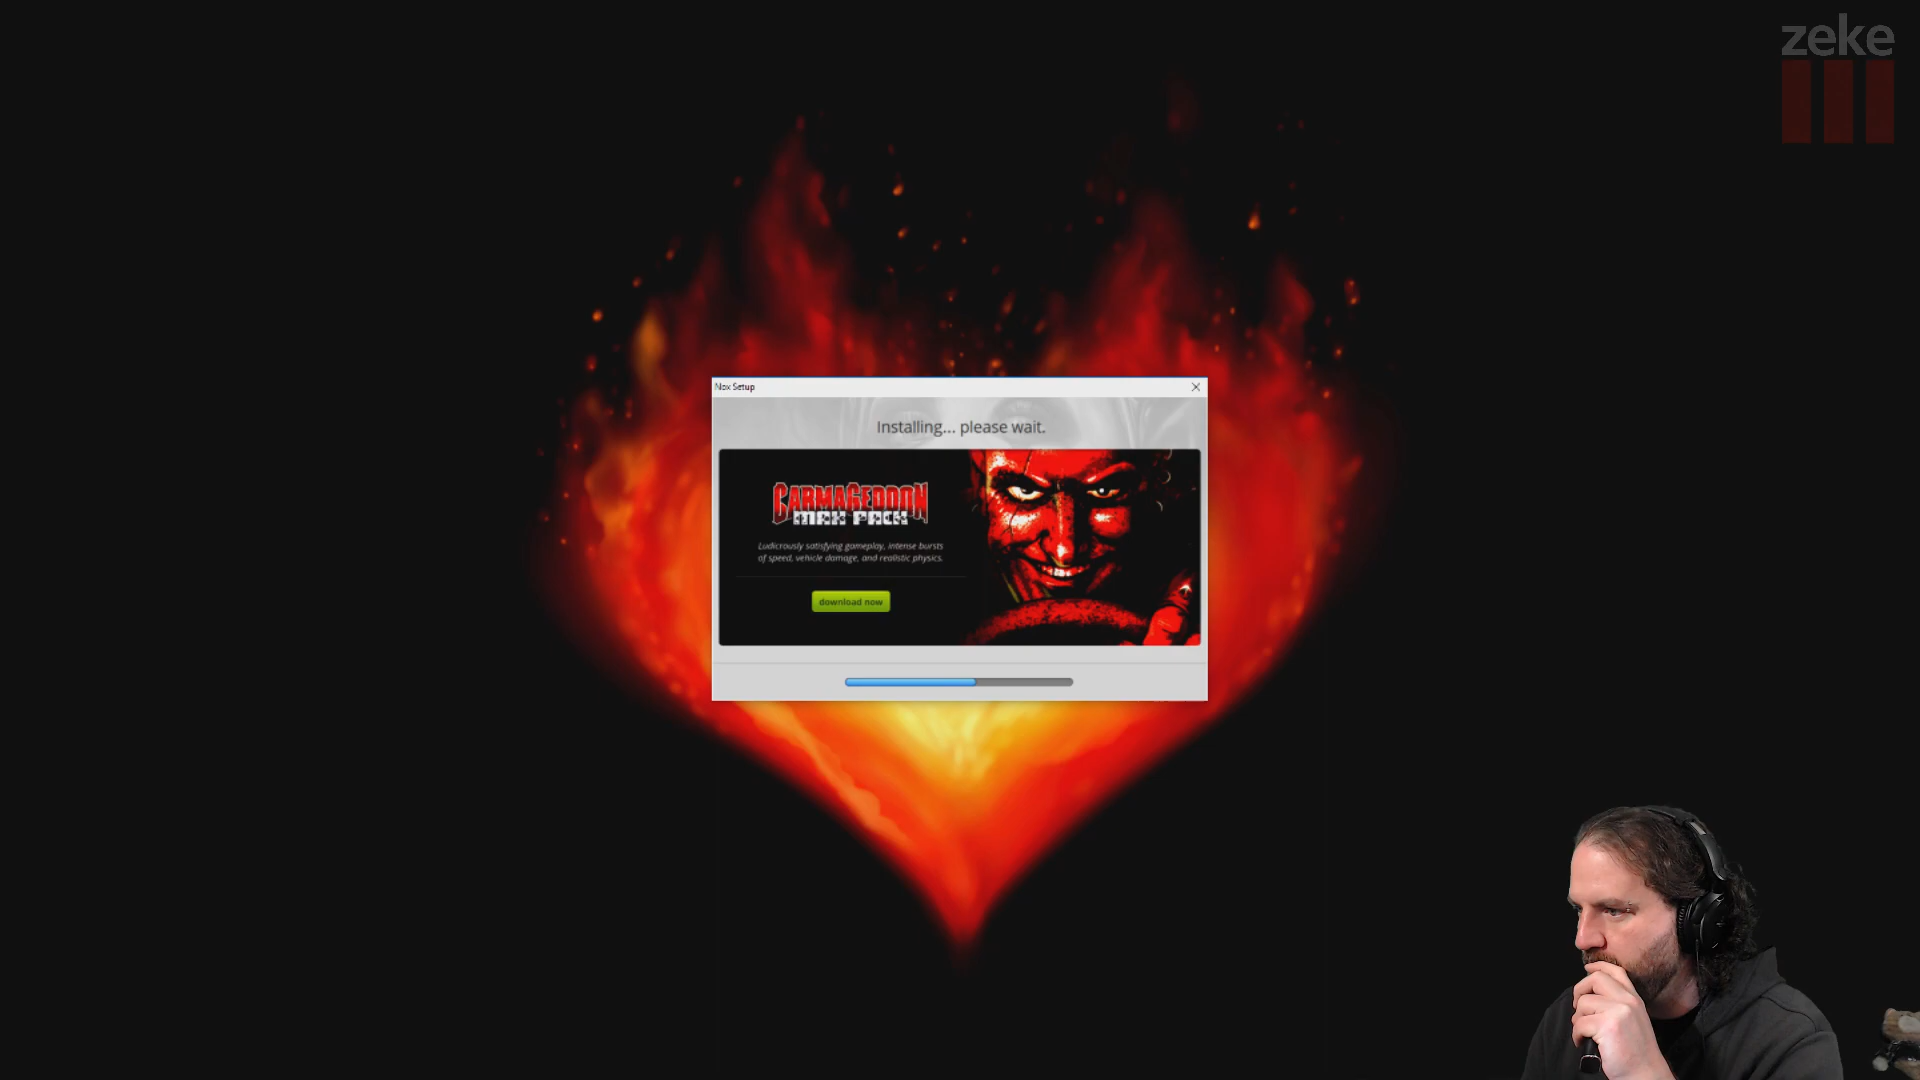 zeke
Nox Setup
Installing... please wait.
CARMAGEDDON
MAX PACK
Ludicrously satisfying gameplay, intense bursts
of speed, vehicle damage, and realistic physics.
download now